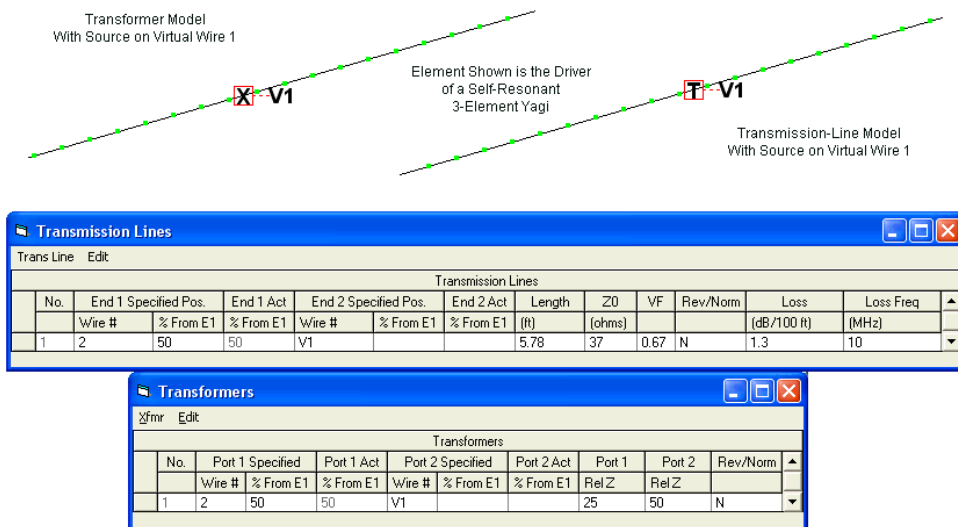 Transformer Model
With Source on Virtual Wire 1
X V1
Element Shown is the Driver
of a Self-Resonant
3-Element Yagi
T V1
Transmission-Line Model
With Source on Virtual Wire 1
Transmission Lines
Trans Line Edit
Transmission Lines
No. End 1 Specified Pos. End 1 Act End 2 Specified Pos. End 2 Act Length Z0 VF Rev/Norm Loss Loss Freq
Wire # % From E1 % From E1 Wire # % From E1 % From E1 (ft) (ohms) (dB/100 ft) (MHz)
1 2 50 50 V1 5.78 37 0.67 N 1.3 10
Transformers
Xfmr Edit
Transformers
No. Port 1 Specified Port 1 Act Port 2 Specified Port 2 Act Port 1 Port 2 Rev/Norm
Wire # % From E1 % From E1 Wire # % From E1 % From E1 Rel Z Rel Z
1 2 50 50 V1 25 50 N